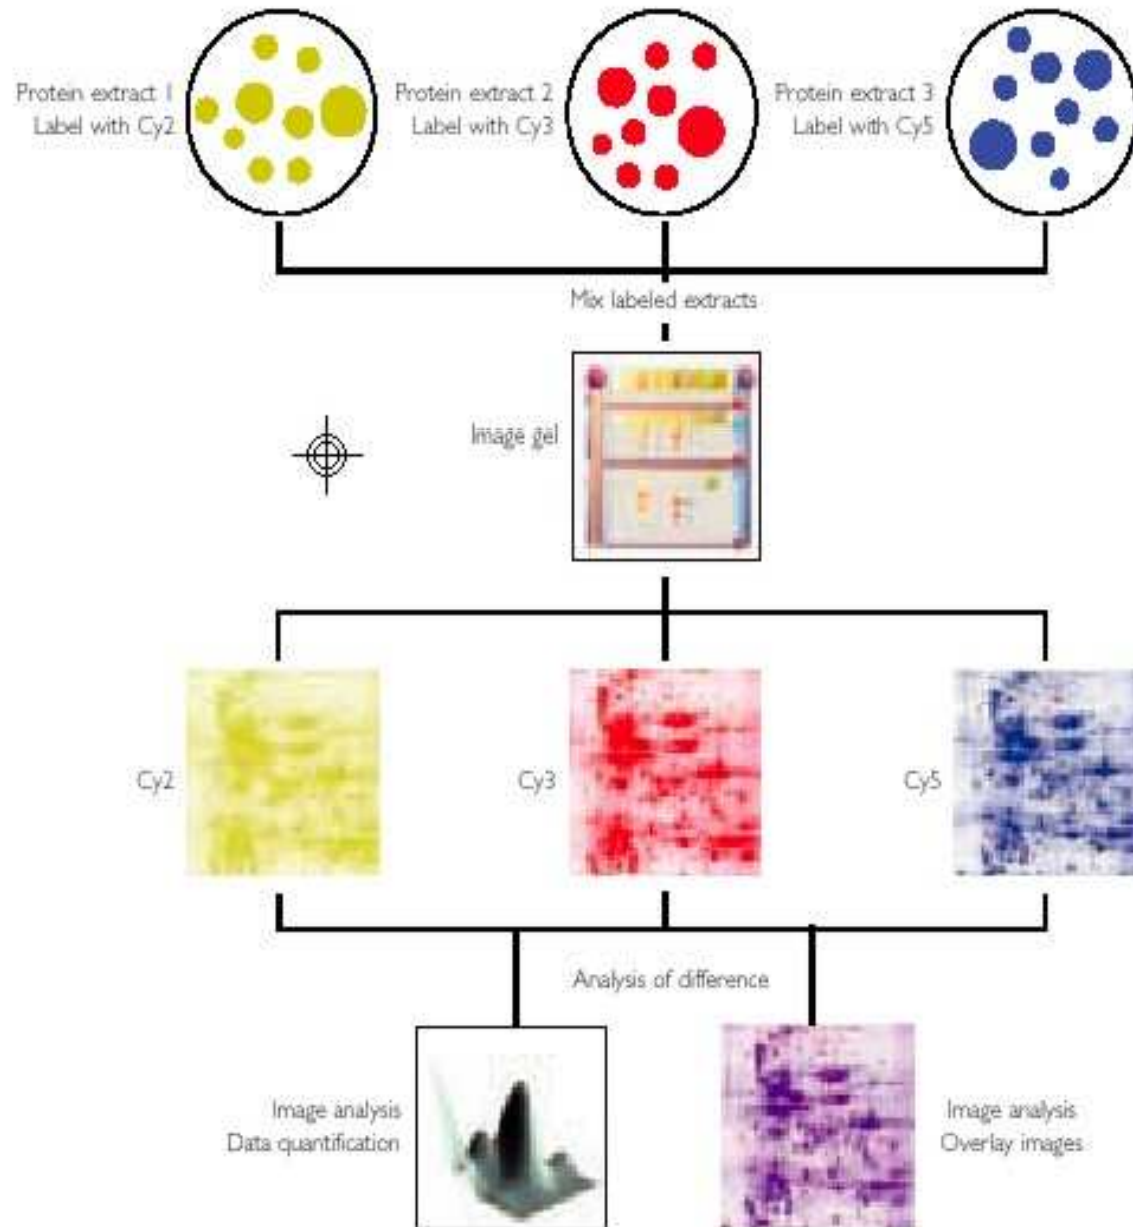 Protein extract 1
Label with Cy2
Protein extract 2
Label with Cy3
Protein extract 3
Label with Cy5
Mix labeled extracts
Image gel
Cy2
Cy3
Cy5
Analysis of difference
Image analysis
Data quantification
Image analysis
Overlay images